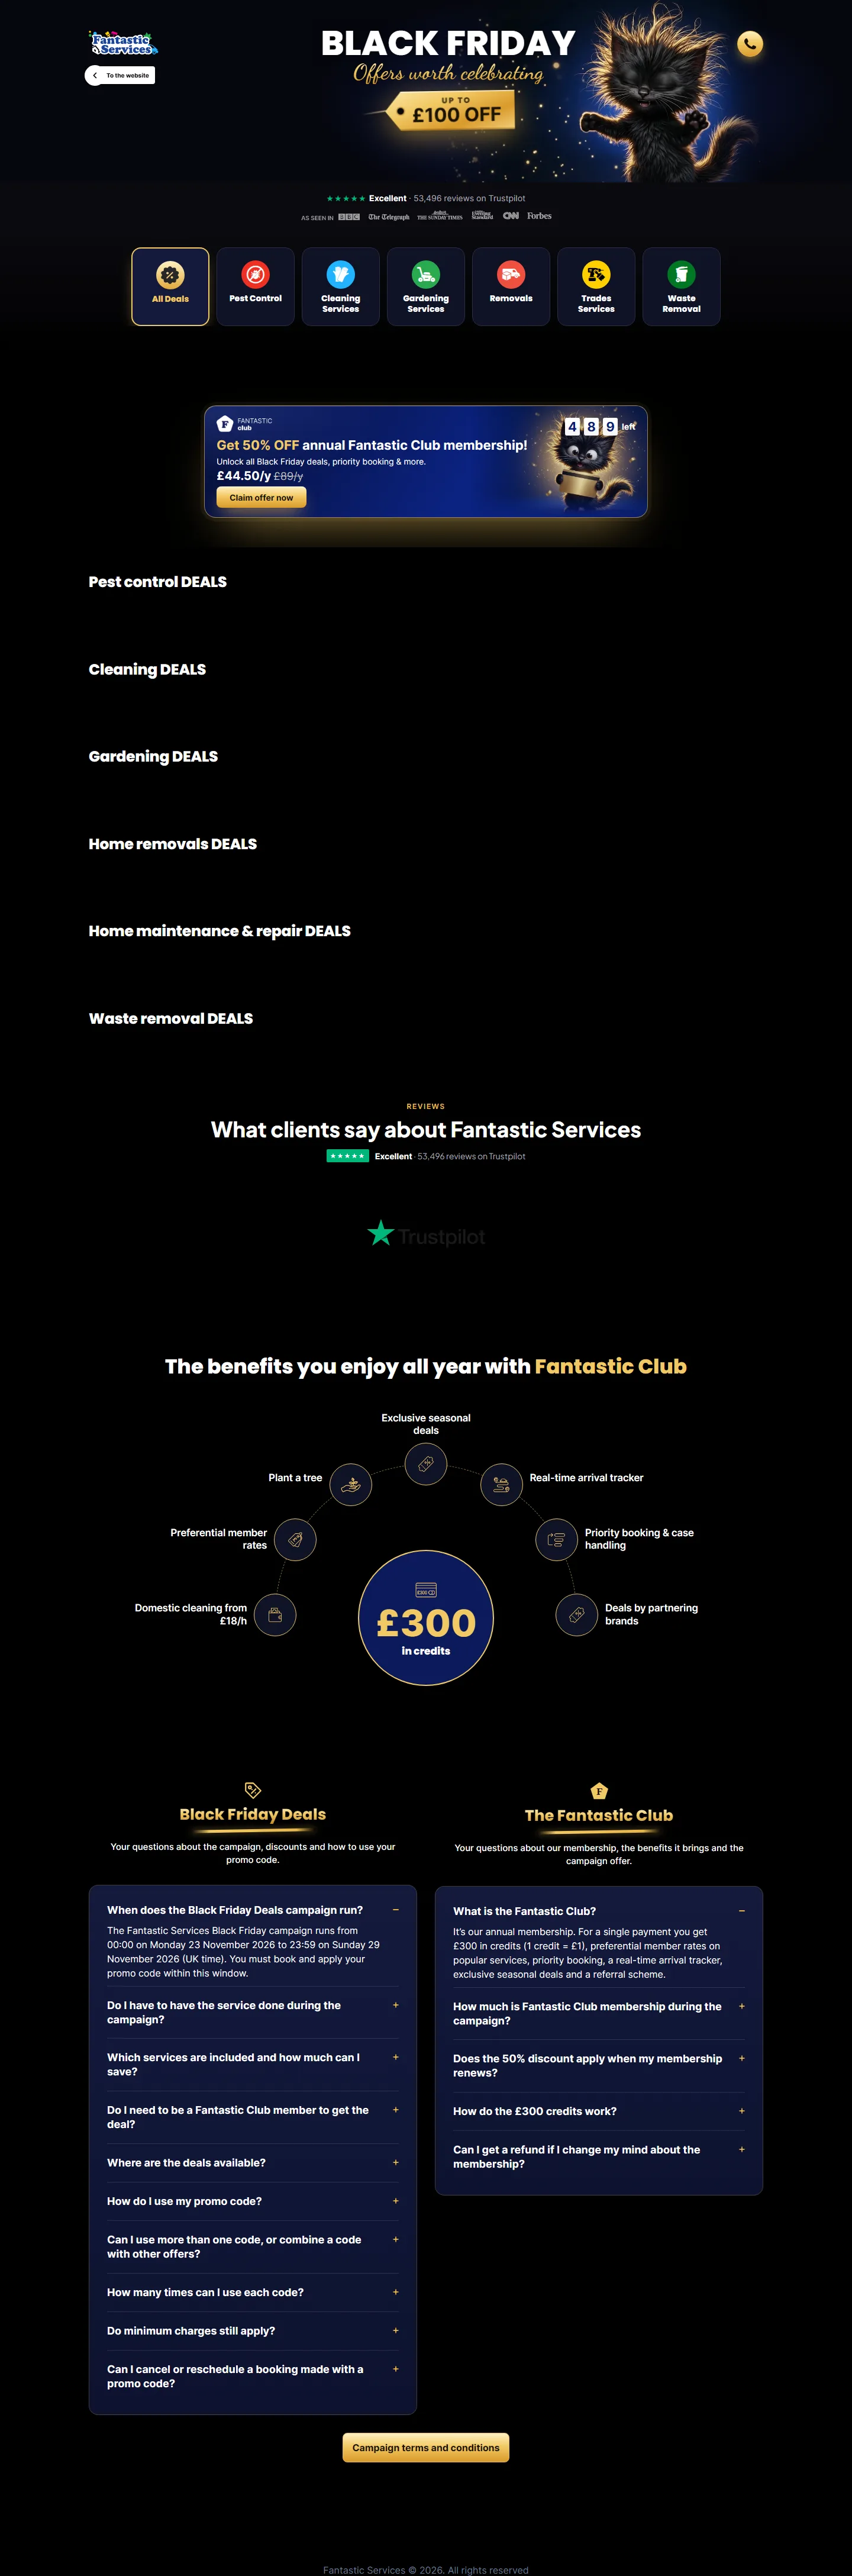 Fantastic
Services
To the website
BLACK FRIDAY
Offers worth celebrating
UP TO
£100 OFF
★★★★★ Excellent · 53,496 reviews on Trustpilot
AS SEEN IN BBC The Telegraph THE SUNDAY TIMES Evening Standard CNN Forbes
All Deals
Pest Control
Cleaning
Services
Gardening
Services
Removals
Trades
Services
Waste
Removal
FANTASTIC
club
4 8 9 left
Get 50% OFF annual Fantastic Club membership!
Unlock all Black Friday deals, priority booking & more.
£44.50/y £89/y
Claim offer now
Pest control DEALS
Cleaning DEALS
Gardening DEALS
Home removals DEALS
Home maintenance & repair DEALS
Waste removal DEALS
REVIEWS
What clients say about Fantastic Services
★★★★★ Excellent · 53,496 reviews on Trustpilot
Trustpilot
The benefits you enjoy all year with Fantastic Club
Exclusive seasonal
deals
Plant a tree
Real-time arrival tracker
Preferential member
rates
Priority booking & case
handling
Domestic cleaning from
£18/h
Deals by partnering
brands
£300
in credits
Black Friday Deals
Your questions about the campaign, discounts and how to use your
promo code.
When does the Black Friday Deals campaign run? −
The Fantastic Services Black Friday campaign runs from
00:00 on Monday 23 November 2026 to 23:59 on Sunday 29
November 2026 (UK time). You must book and apply your
promo code within this window.
Do I have to have the service done during the +
campaign?
Which services are included and how much can I +
save?
Do I need to be a Fantastic Club member to get the +
deal?
Where are the deals available? +
How do I use my promo code? +
Can I use more than one code, or combine a code +
with other offers?
How many times can I use each code? +
Do minimum charges still apply? +
Can I cancel or reschedule a booking made with a +
promo code?
F
The Fantastic Club
Your questions about our membership, the benefits it brings and the
campaign offer.
What is the Fantastic Club? −
It's our annual membership. For a single payment you get
£300 in credits (1 credit = £1), preferential member rates on
popular services, priority booking, a real-time arrival tracker,
exclusive seasonal deals and a referral scheme.
How much is Fantastic Club membership during the +
campaign?
Does the 50% discount apply when my membership +
renews?
How do the £300 credits work? +
Can I get a refund if I change my mind about the +
membership?
Campaign terms and conditions
Fantastic Services © 2026. All rights reserved